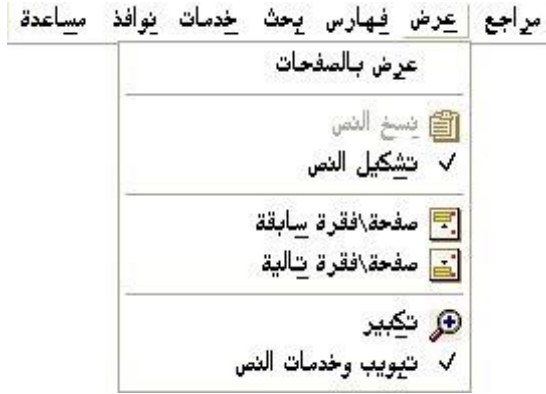 مراجع عرض فهارس بحث خدمات نوافذ مساعدة
عرض بالصفحات
نسخ النص
تشكيل النص
صفحة\فقرة سابقة
صفحة\فقرة تالية
تكبير
تبويب وخدمات النص